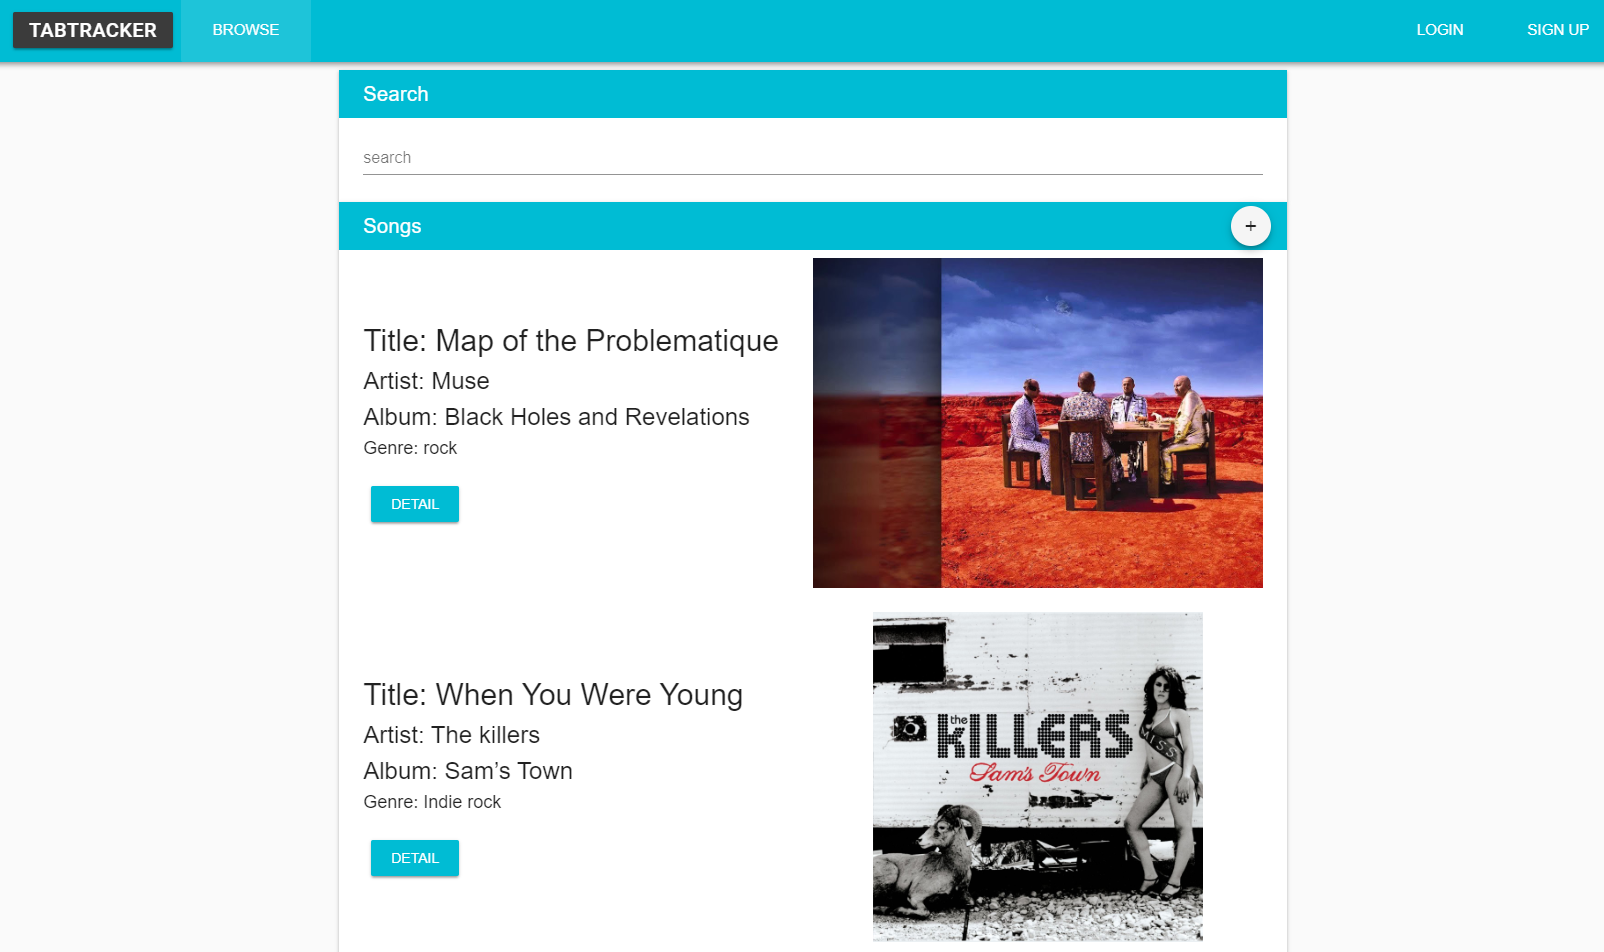 TABTRACKER BROWSE LOGIN SIGN UP
Search
search
Songs +
Title: Map of the Problematique
Artist: Muse
Album: Black Holes and Revelations
Genre: rock
DETAIL
Title: When You Were Young
Artist: The killers
Album: Sam’s Town
Genre: Indie rock
DETAIL
the
KILLERS
Sam's Town
MISS